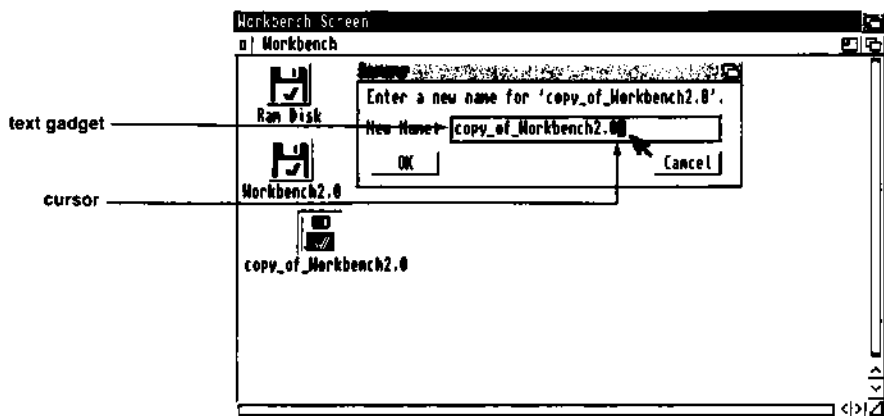 Workbench Screen
Workbench
Rename
Enter a new name for 'copy_of_Workbench2.0'.
Ram Disk
text gadget
New Name: copy_of_Workbench2.0
OK
Cancel
Workbench2.0
cursor
copy_of_Workbench2.0